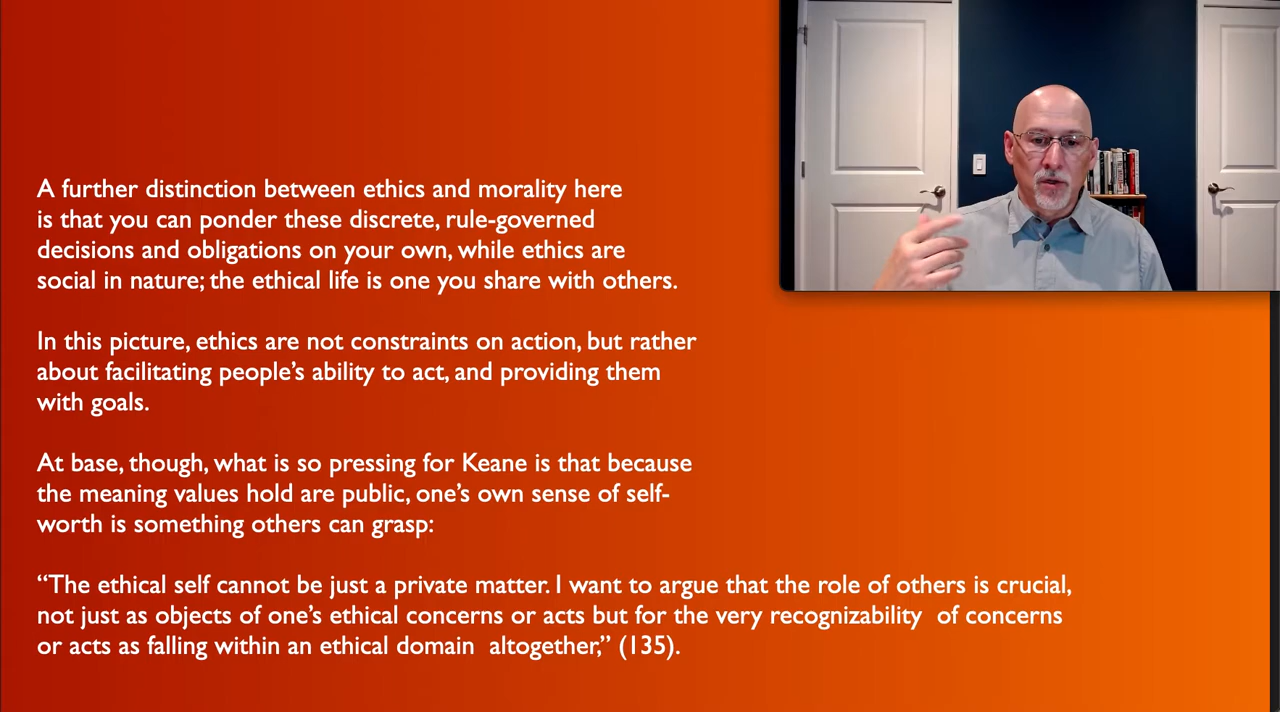 A further distinction between ethics and morality here
is that you can ponder these discrete, rule-governed
decisions and obligations on your own, while ethics are
social in nature; the ethical life is one you share with others.
In this picture, ethics are not constraints on action, but rather
about facilitating people’s ability to act, and providing them
with goals.
At base, though, what is so pressing for Keane is that because
the meaning values hold are public, one’s own sense of self-
worth is something others can grasp:
“The ethical self cannot be just a private matter. I want to argue that the role of others is crucial,
not just as objects of one’s ethical concerns or acts but for the very recognizability  of concerns
or acts as falling within an ethical domain  altogether,” (135).